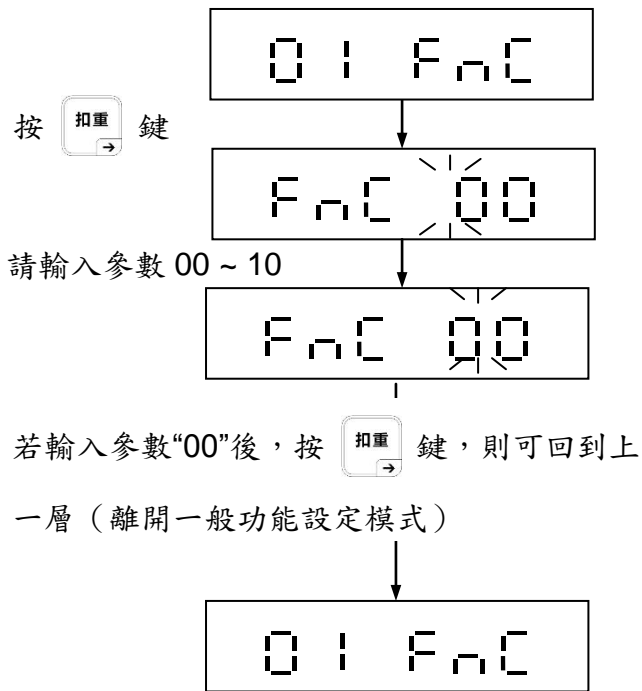 01 FnC
按 扣重 → 鍵
FnC 00
請輸入參數 00 ~ 10
FnC 00
若輸入參數“00”後，按 扣重 → 鍵，則可回到上
一層（離開一般功能設定模式）
01 FnC